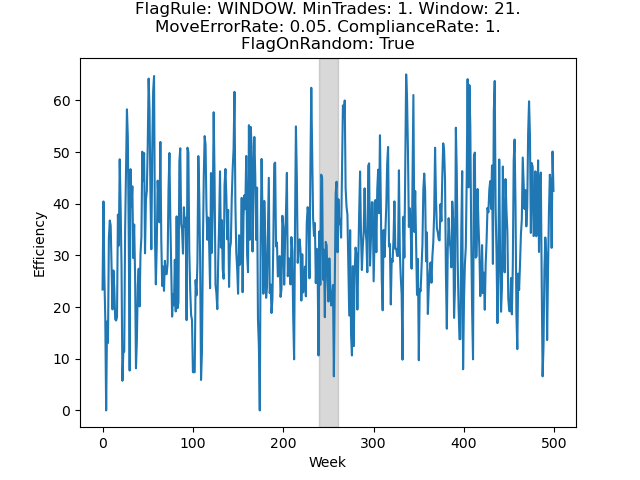 FlagRule: WINDOW. MinTrades: 1. Window: 21.
MoveErrorRate: 0.05. ComplianceRate: 1.
FlagOnRandom: True
Efficiency
60
50
40
30
20
10
0
0 100 200 300 400 500
Week